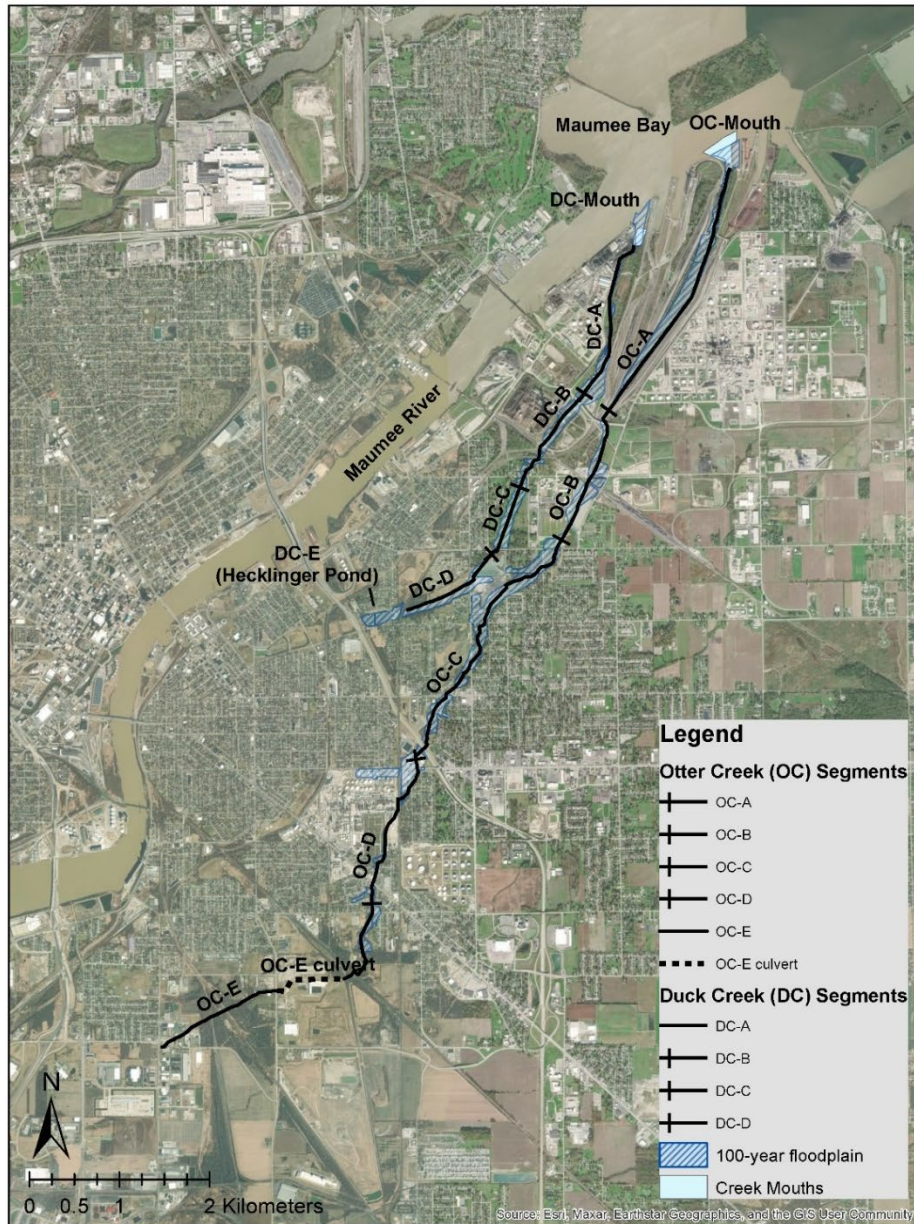 Maumee Bay
OC-Mouth
DC-Mouth
DC-A
OC-A
DC-B
Maumee River
DC-C
OC-B
DC-E
(Hecklinger Pond)
DC-D
OC-C
OC-D
OC-E culvert
OC-E
N
0 0.5 1 2 Kilometers
Legend
Otter Creek (OC) Segments
OC-A
OC-B
OC-C
OC-D
OC-E
OC-E culvert
Duck Creek (DC) Segments
DC-A
DC-B
DC-C
DC-D
100-year floodplain
Creek Mouths
Source: Esri, Maxar, Earthstar Geographics, and the GIS User Community